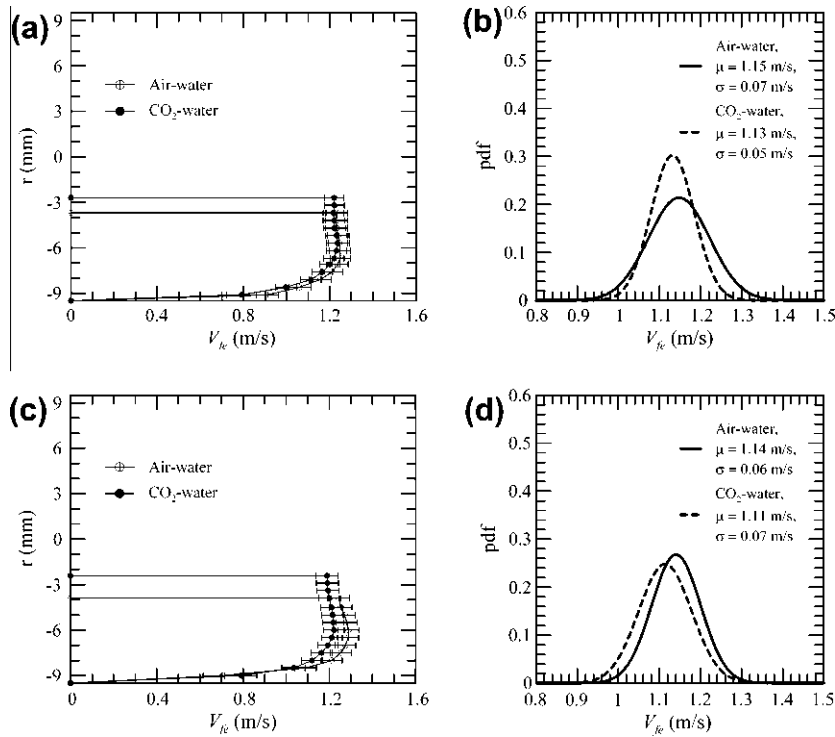 (a)
9
6
3
0
-3
-6
-9
r (mm)
Air-water
CO₂-water
0
0.4
0.8
1.2
1.6
V_fe (m/s)
(b)
0.6
0.5
0.4
0.3
0.2
0.1
0
pdf
Air-water,
μ = 1.15 m/s,
σ = 0.07 m/s
CO₂-water,
μ = 1.13 m/s,
σ = 0.05 m/s
0.8 0.9 1 1.1 1.2 1.3 1.4 1.5
V_fe (m/s)
(c)
9
6
3
0
-3
-6
-9
r (mm)
Air-water
CO₂-water
0
0.4
0.8
1.2
1.6
V_fe (m/s)
(d)
0.6
0.5
0.4
0.3
0.2
0.1
0
pdf
Air-water,
μ = 1.14 m/s,
σ = 0.06 m/s
CO₂-water,
μ = 1.11 m/s,
σ = 0.07 m/s
0.8 0.9 1 1.1 1.2 1.3 1.4 1.5
V_fe (m/s)